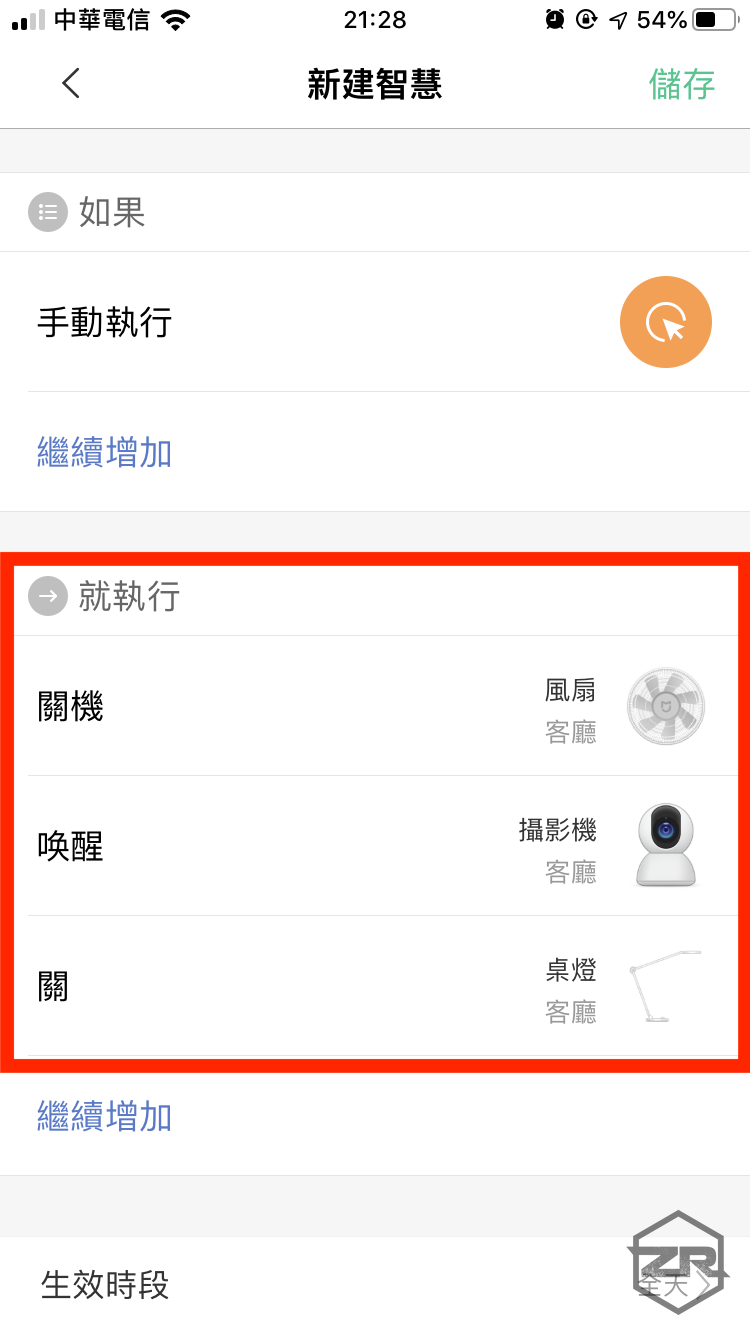 中華電信 21:28 54%
新建智慧 儲存
如果
手動執行
繼續增加
就執行
關機 風扇
客廳
喚醒 攝影機
客廳
關 桌燈
客廳
繼續增加
生效時段 全天
ZR